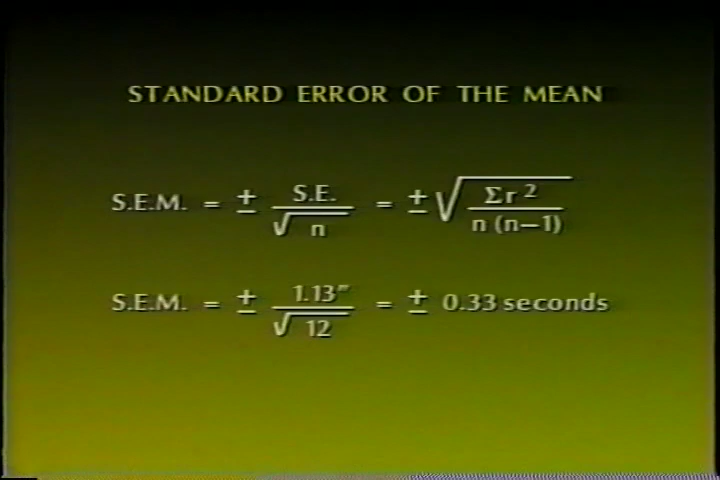 STANDARD ERROR OF THE MEAN
S.E.M. = ± S.E. / √n = ± √ Σr² / n (n–1)
S.E.M. = ± 1.13″ / √12 = ± 0.33 seconds